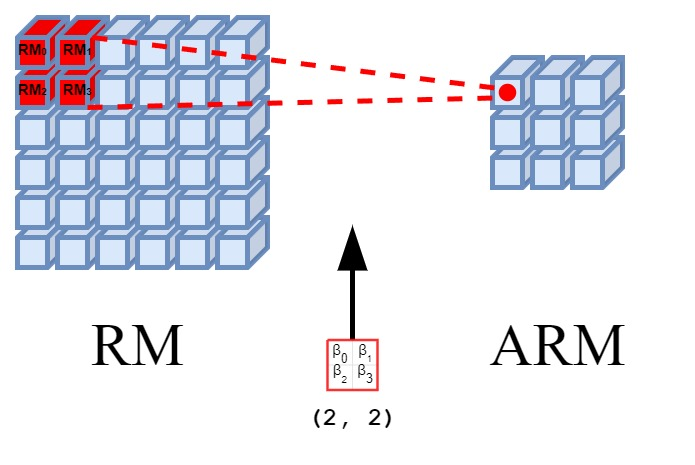 RM₀ RM₁
RM₂ RM₃
RM
ARM
β₀ β₁
β₂ β₃
(2, 2)